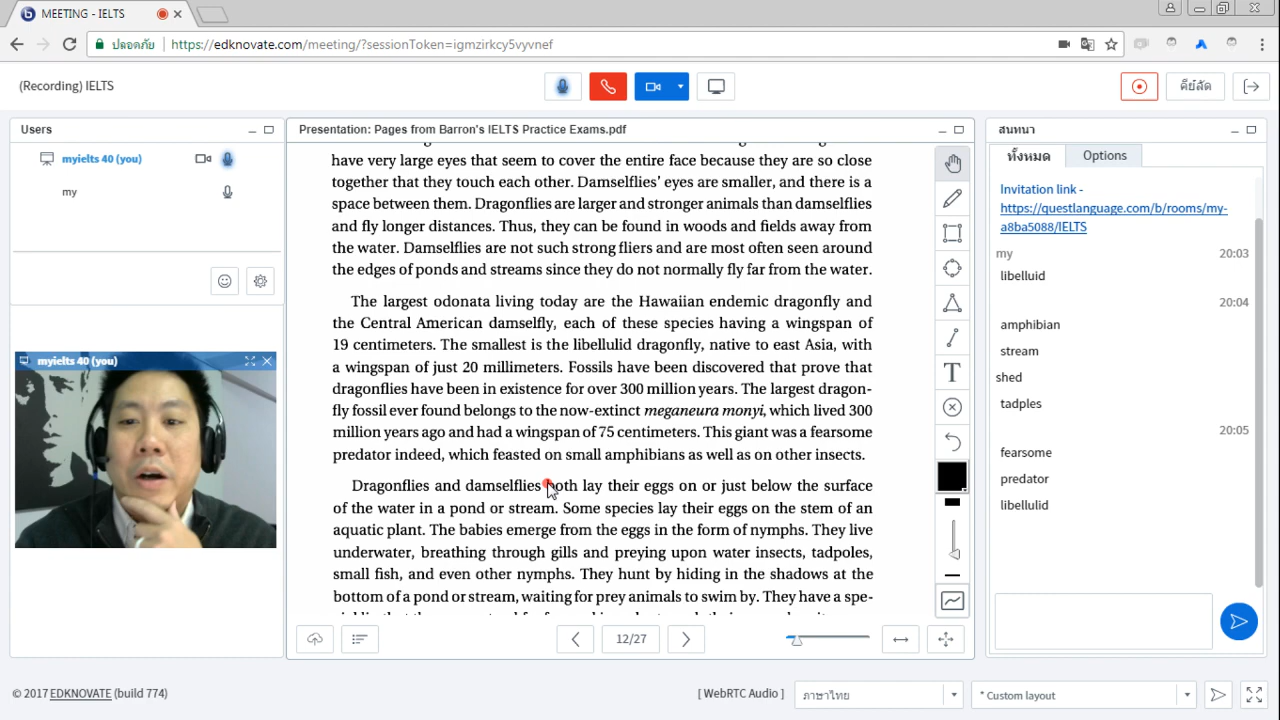 MEETING - IELTS
ปลอดภัย https://edknovate.com/meeting/?sessionToken=igmzirkcy5vyvnef
(Recording) IELTS
คีย์ลัด
Users
myielts 40 (you)
my
myielts 40 (you)
Presentation: Pages from Barron's IELTS Practice Exams.pdf
have very large eyes that seem to cover the entire face because they are so close
together that they touch each other. Damselflies' eyes are smaller, and there is a
space between them. Dragonflies are larger and stronger animals than damselflies
and fly longer distances. Thus, they can be found in woods and fields away from
the water. Damselflies are not such strong fliers and are most often seen around
the edges of ponds and streams since they do not normally fly far from the water.
The largest odonata living today are the Hawaiian endemic dragonfly and
the Central American damselfly, each of these species having a wingspan of
19 centimeters. The smallest is the libellulid dragonfly, native to east Asia, with
a wingspan of just 20 millimeters. Fossils have been discovered that prove that
dragonflies have been in existence for over 300 million years. The largest dragon-
fly fossil ever found belongs to the now-extinct meganeura monyi, which lived 300
million years ago and had a wingspan of 75 centimeters. This giant was a fearsome
predator indeed, which feasted on small amphibians as well as on other insects.
Dragonflies and damselflies both lay their eggs on or just below the surface
of the water in a pond or stream. Some species lay their eggs on the stem of an
aquatic plant. The babies emerge from the eggs in the form of nymphs. They live
underwater, breathing through gills and preying upon water insects, tadpoles,
small fish, and even other nymphs. They hunt by hiding in the shadows at the
bottom of a pond or stream, waiting for prey animals to swim by. They have a spe-
T
12/27
สนทนา
ทั้งหมด Options
Invitation link -
https://questlanguage.com/b/rooms/my-
a8ba5088/IELTS
my 20:03
libelluid
20:04
amphibian
stream
shed
tadples
20:05
fearsome
predator
libellulid
© 2017 EDKNOVATE (build 774)
[ WebRTC Audio ]
ภาษาไทย
* Custom layout